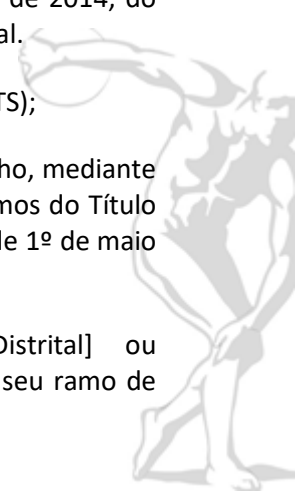 de 2014, do
al.
TS);
ho, mediante
mos do Título
de 1º de maio
Distrital] ou
seu ramo de